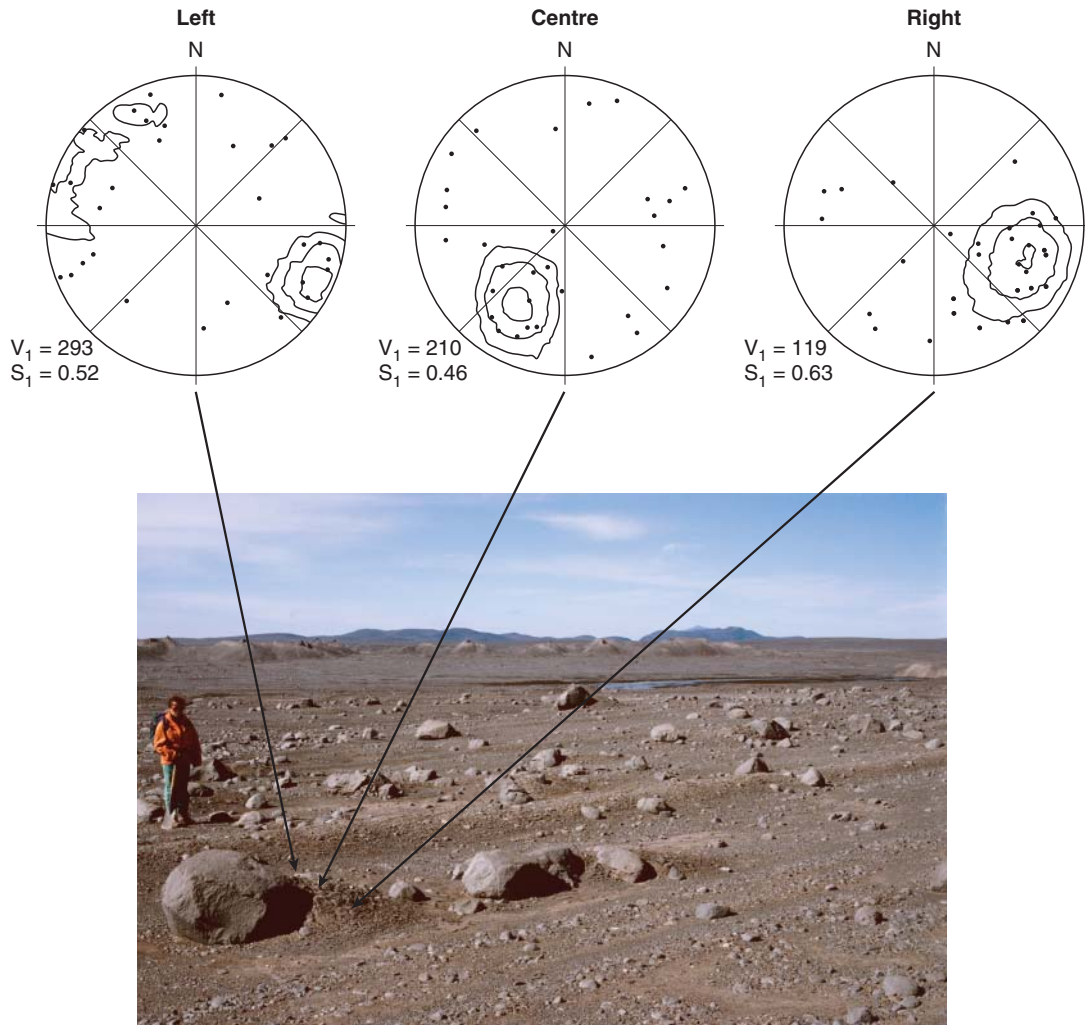 Left
Centre
Right
N
N
N
V₁ = 293
S₁ = 0.52
V₁ = 210
S₁ = 0.46
V₁ = 119
S₁ = 0.63